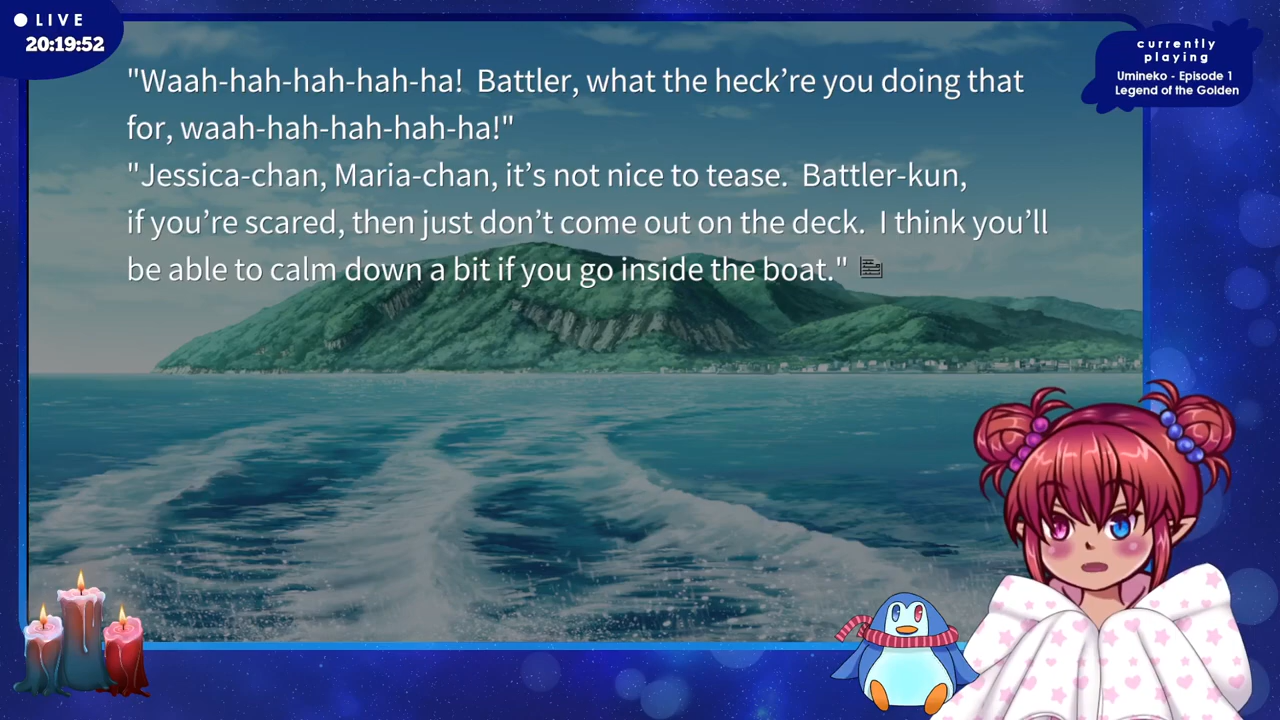 LIVE
20:19:52
currently
playing
Umineko - Episode 1
Legend of the Golden
"Waah-hah-hah-hah-ha!  Battler, what the heck’re you doing that
for, waah-hah-hah-hah-ha!"
"Jessica-chan, Maria-chan, it’s not nice to tease.  Battler-kun,
if you’re scared, then just don’t come out on the deck.  I think you’ll
be able to calm down a bit if you go inside the boat."